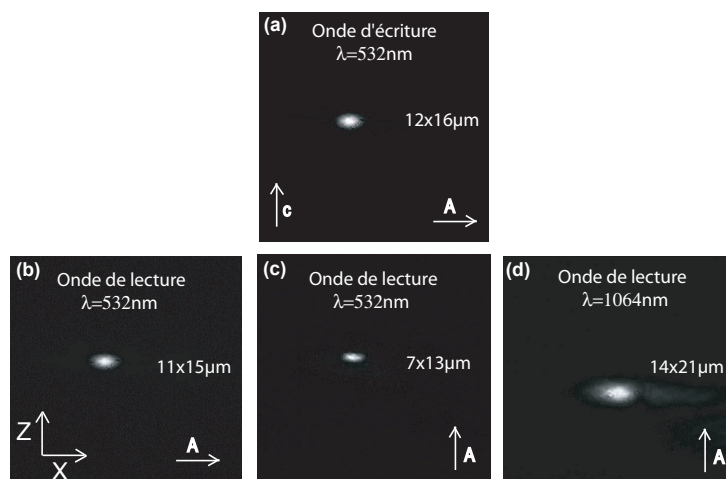 (a)
Onde d'écriture
λ=532nm
12x16μm
c
A
(b)
Onde de lecture
λ=532nm
11x15μm
Z
X
A
(c)
Onde de lecture
λ=532nm
7x13μm
A
(d)
Onde de lecture
λ=1064nm
14x21μm
A